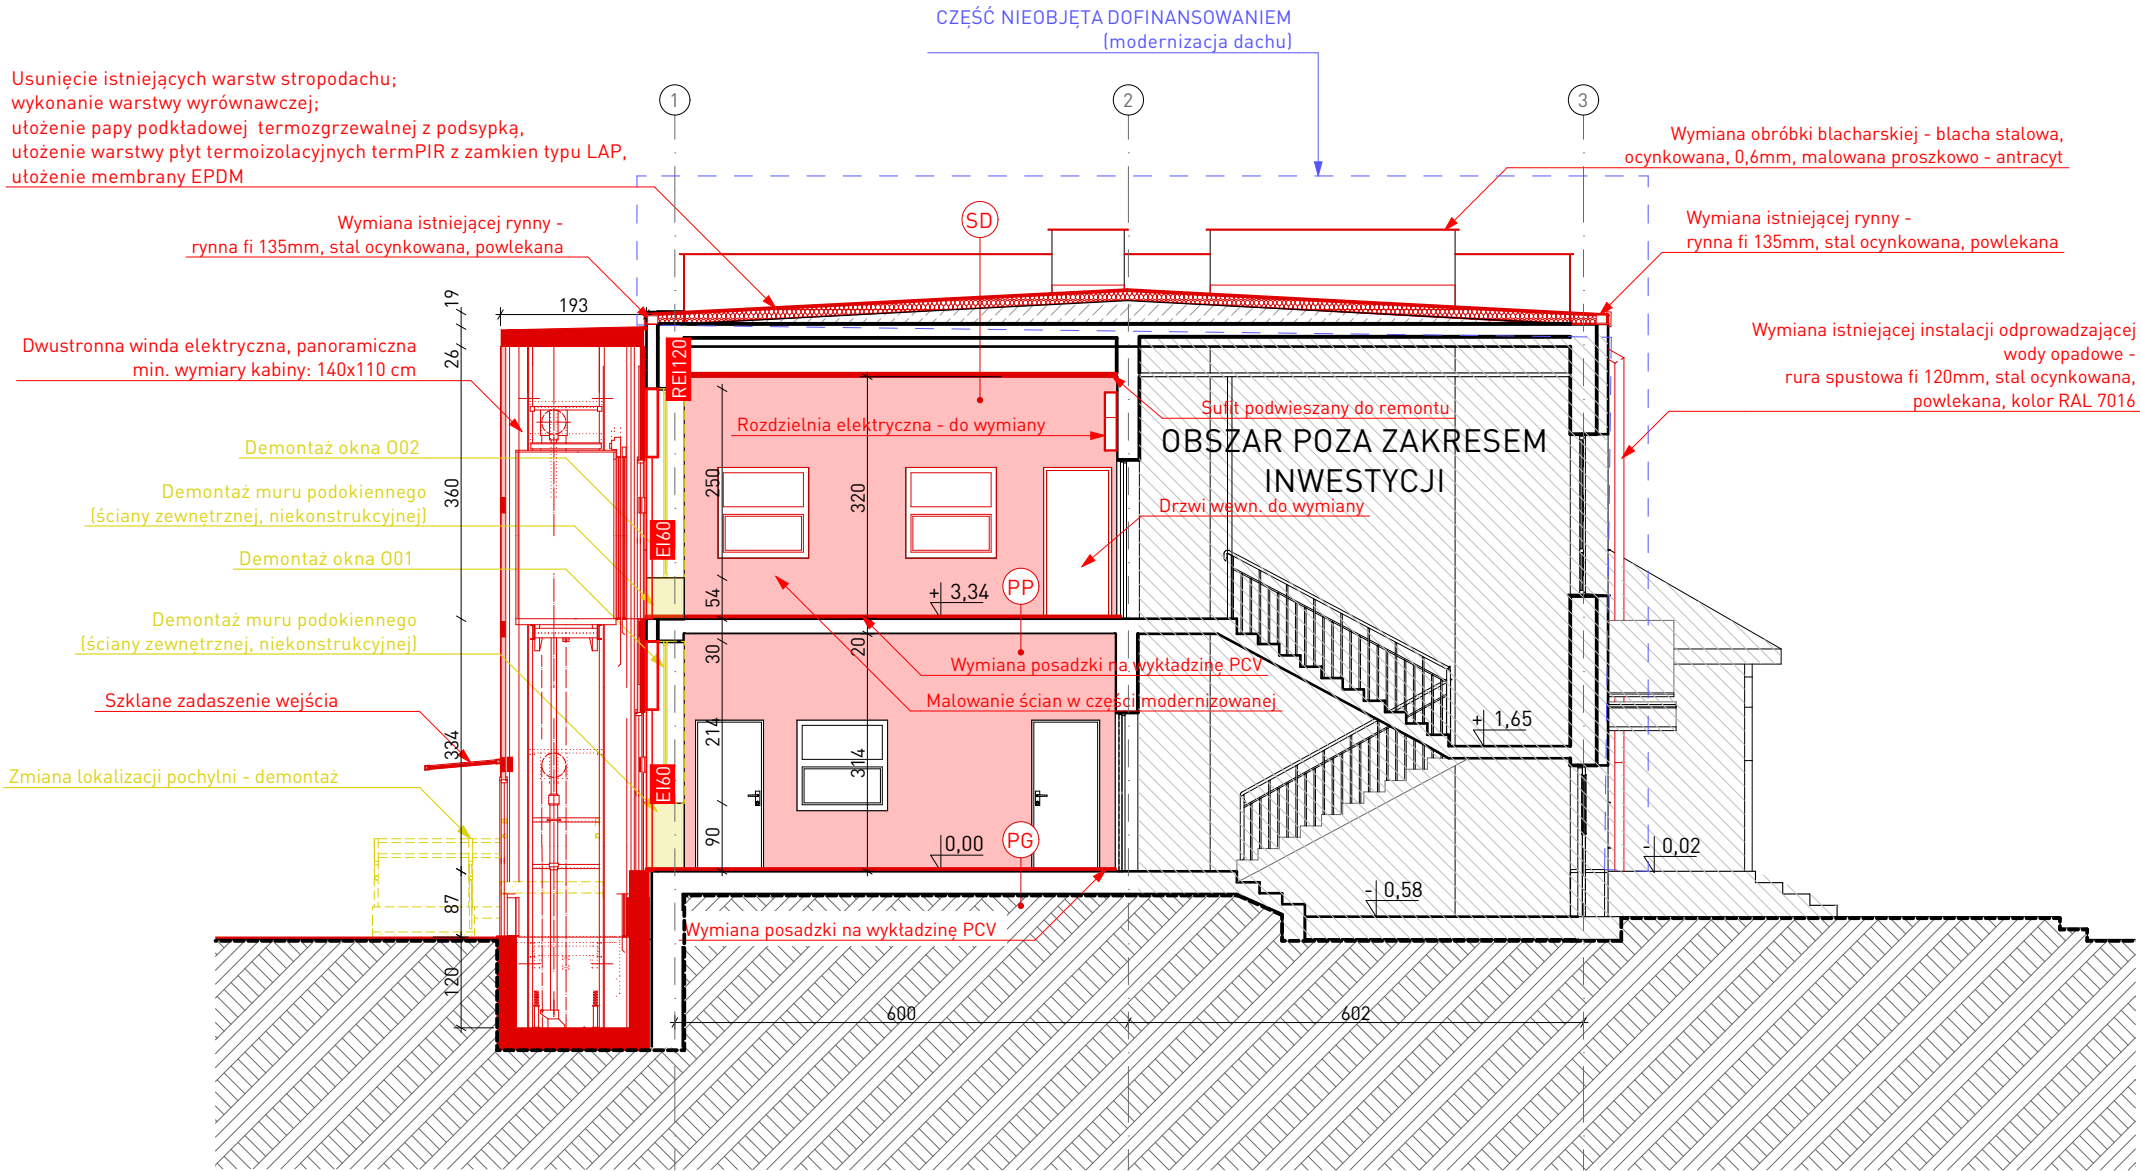 CZĘŚĆ NIEOBJĘTA DOFINANSOWANIEM
(modernizacja dachu)
Usunięcie istniejących warstw stropodachu;
wykonanie warstwy wyrównawczej;
ułożenie papy podkładowej termozgrzewalnej z podsypką,
ułożenie warstwy płyt termoizolacyjnych termPIR z zamkien typu LAP,
ułożenie membrany EPDM
1
2
3
Wymiana obróbki blacharskiej - blacha stalowa,
ocynkowana, 0,6mm, malowana proszkowo - antracyt
Wymiana istniejącej rynny -
rynna fi 135mm, stal ocynkowana, powlekana
SD
Wymiana istniejącej rynny -
rynna fi 135mm, stal ocynkowana, powlekana
19
193
26
Dwustronna winda elektryczna, panoramiczna
min. wymiary kabiny: 140x110 cm
REI120
Wymiana istniejącej instalacji odprowadzającej
wody opadowe -
rura spustowa fi 120mm, stal ocynkowana,
powlekana, kolor RAL 7016
Sufit podwieszany do remontu
Rozdzielnia elektryczna - do wymiany
OBSZAR POZA ZAKRESEM
INWESTYCJI
Demontaż okna O02
Demontaż muru podokiennego
(ściany zewnętrznej, niekonstrukcyjnej)
360
250
320
Drzwi wewn. do wymiany
EI60
Demontaż okna O01
54
+ 3,34
PP
Demontaż muru podokiennego
(ściany zewnętrznej, niekonstrukcyjnej)
30
20
Wymiana posadzki na wykładzinę PCV
Szklane zadaszenie wejścia
Malowanie ścian w części modernizowanej
+ 1,65
334
214
314
Zmiana lokalizacji pochylni - demontaż
EI60
90
0,00
PG
- 0,02
- 0,58
87
Wymiana posadzki na wykładzinę PCV
120
600
602